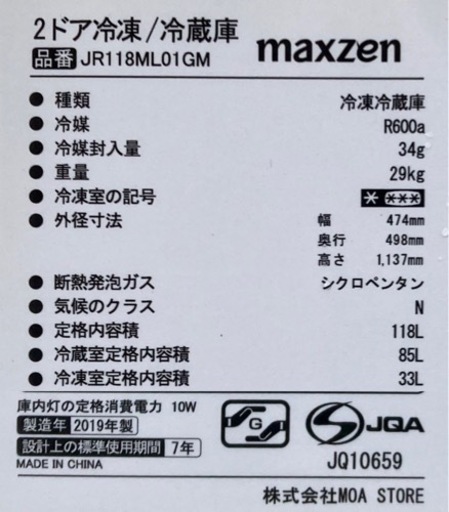 2ドア冷凍/冷蔵庫 maxzen
品番 JR118ML01GM
● 種類 冷凍冷蔵庫
● 冷媒 R600a
● 冷媒封入量 34g
● 重量 29kg
● 冷凍室の記号 * ***
● 外径寸法 幅 474mm
奥行 498mm
高さ 1,137mm
● 断熱発泡ガス シクロペンタン
● 気候のクラス N
● 定格内容積 118L
● 冷蔵室定格内容積 85L
● 冷凍室定格内容積 33L
庫内灯の定格消費電力 10W
製造年 2019年製
設計上の標準使用期間 7年
MADE IN CHINA
G
JQA
JQ10659
株式会社MOA STORE